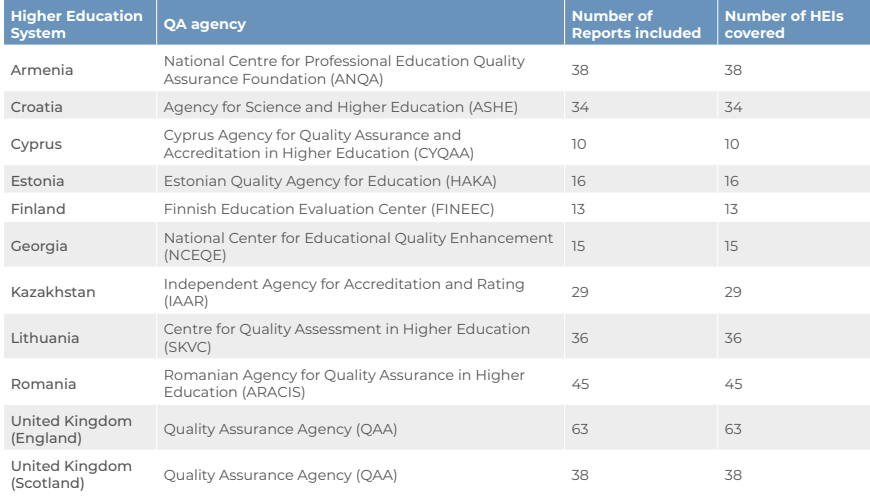 Higher Education System | QA agency | Number of Reports included | Number of HEIs covered
Armenia | National Centre for Professional Education Quality Assurance Foundation (ANQA) | 38 | 38
Croatia | Agency for Science and Higher Education (ASHE) | 34 | 34
Cyprus | Cyprus Agency for Quality Assurance and Accreditation in Higher Education (CYQAA) | 10 | 10
Estonia | Estonian Quality Agency for Education (HAKA) | 16 | 16
Finland | Finnish Education Evaluation Center (FINEEC) | 13 | 13
Georgia | National Center for Educational Quality Enhancement (NCEQE) | 15 | 15
Kazakhstan | Independent Agency for Accreditation and Rating (IAAR) | 29 | 29
Lithuania | Centre for Quality Assessment in Higher Education (SKVC) | 36 | 36
Romania | Romanian Agency for Quality Assurance in Higher Education (ARACIS) | 45 | 45
United Kingdom (England) | Quality Assurance Agency (QAA) | 63 | 63
United Kingdom (Scotland) | Quality Assurance Agency (QAA) | 38 | 38